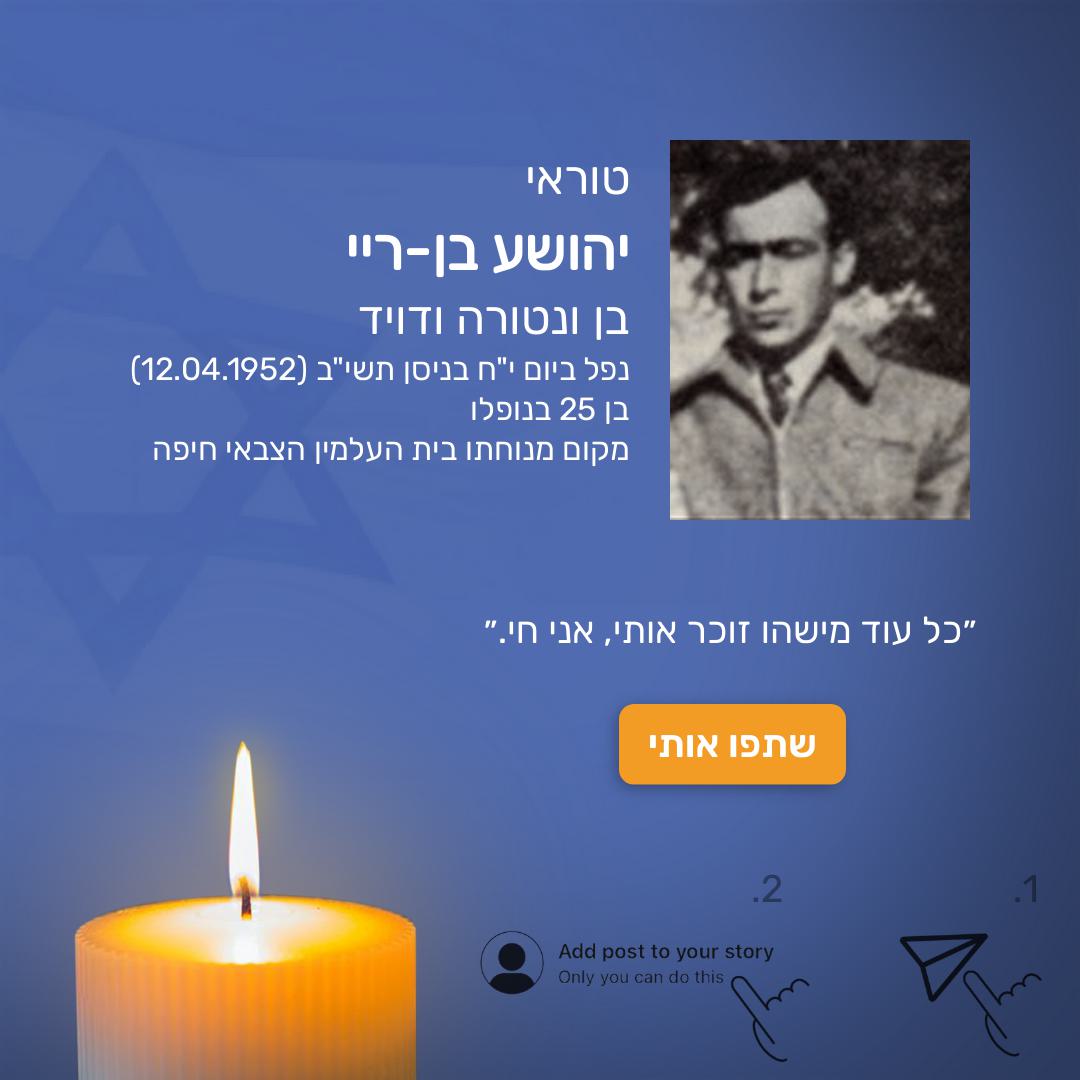 טוראי
יהושע בן-ריי
בן ונטורה ודויד
נפל ביום י"ח בניסן תשי"ב (12.04.1952)
בן 25 בנופלו
מקום מנוחתו בית העלמין הצבאי חיפה
״כל עוד מישהו זוכר אותי, אני חי.״
שתפו אותי
1.
2.
Add post to your story
Only you can do this